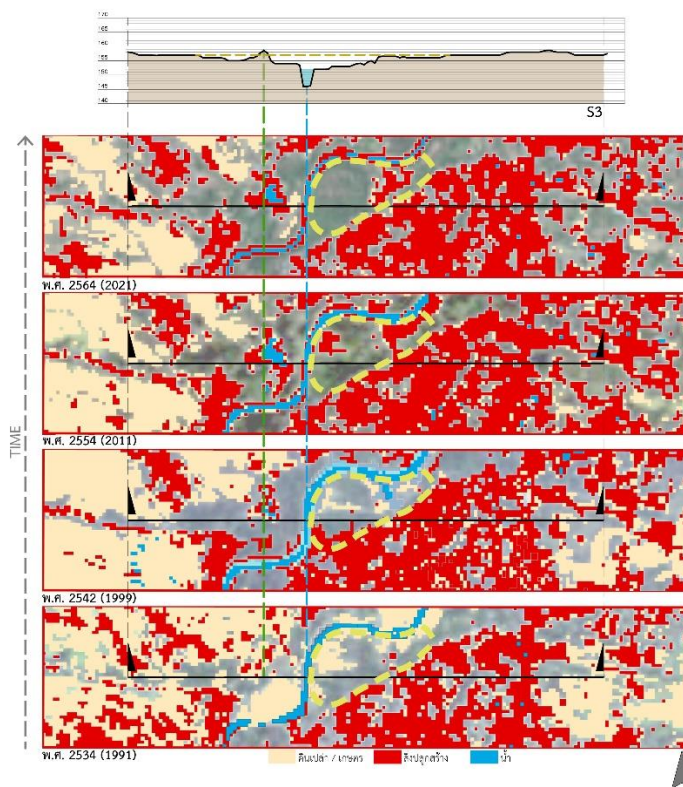 170
165
160
155
150
145
140
S3
TIME
พ.ศ. 2564 (2021)
พ.ศ. 2554 (2011)
พ.ศ. 2542 (1999)
พ.ศ. 2534 (1991)
ดินเปล่า / เกษตร
สิ่งปลูกสร้าง
น้ำ